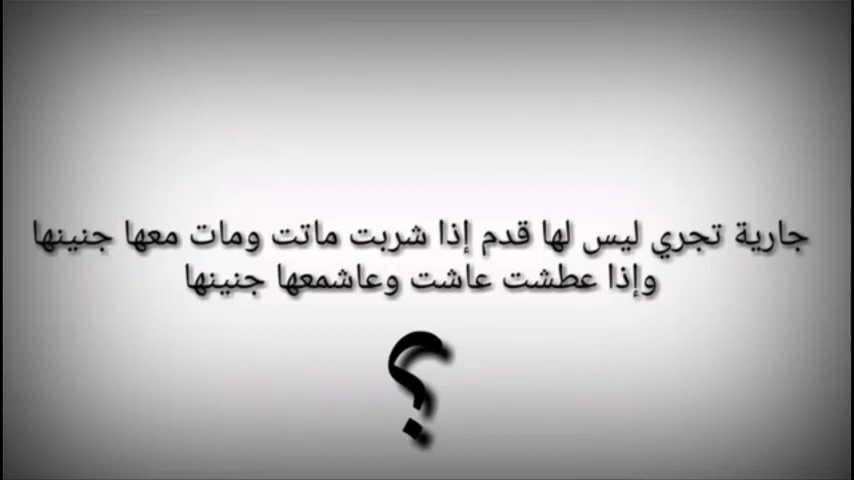 جارية تجري ليس لها قدم إذا شربت ماتت ومات معها جنينها
وإذا عطشت عاشت وعاشمعها جنينها
؟